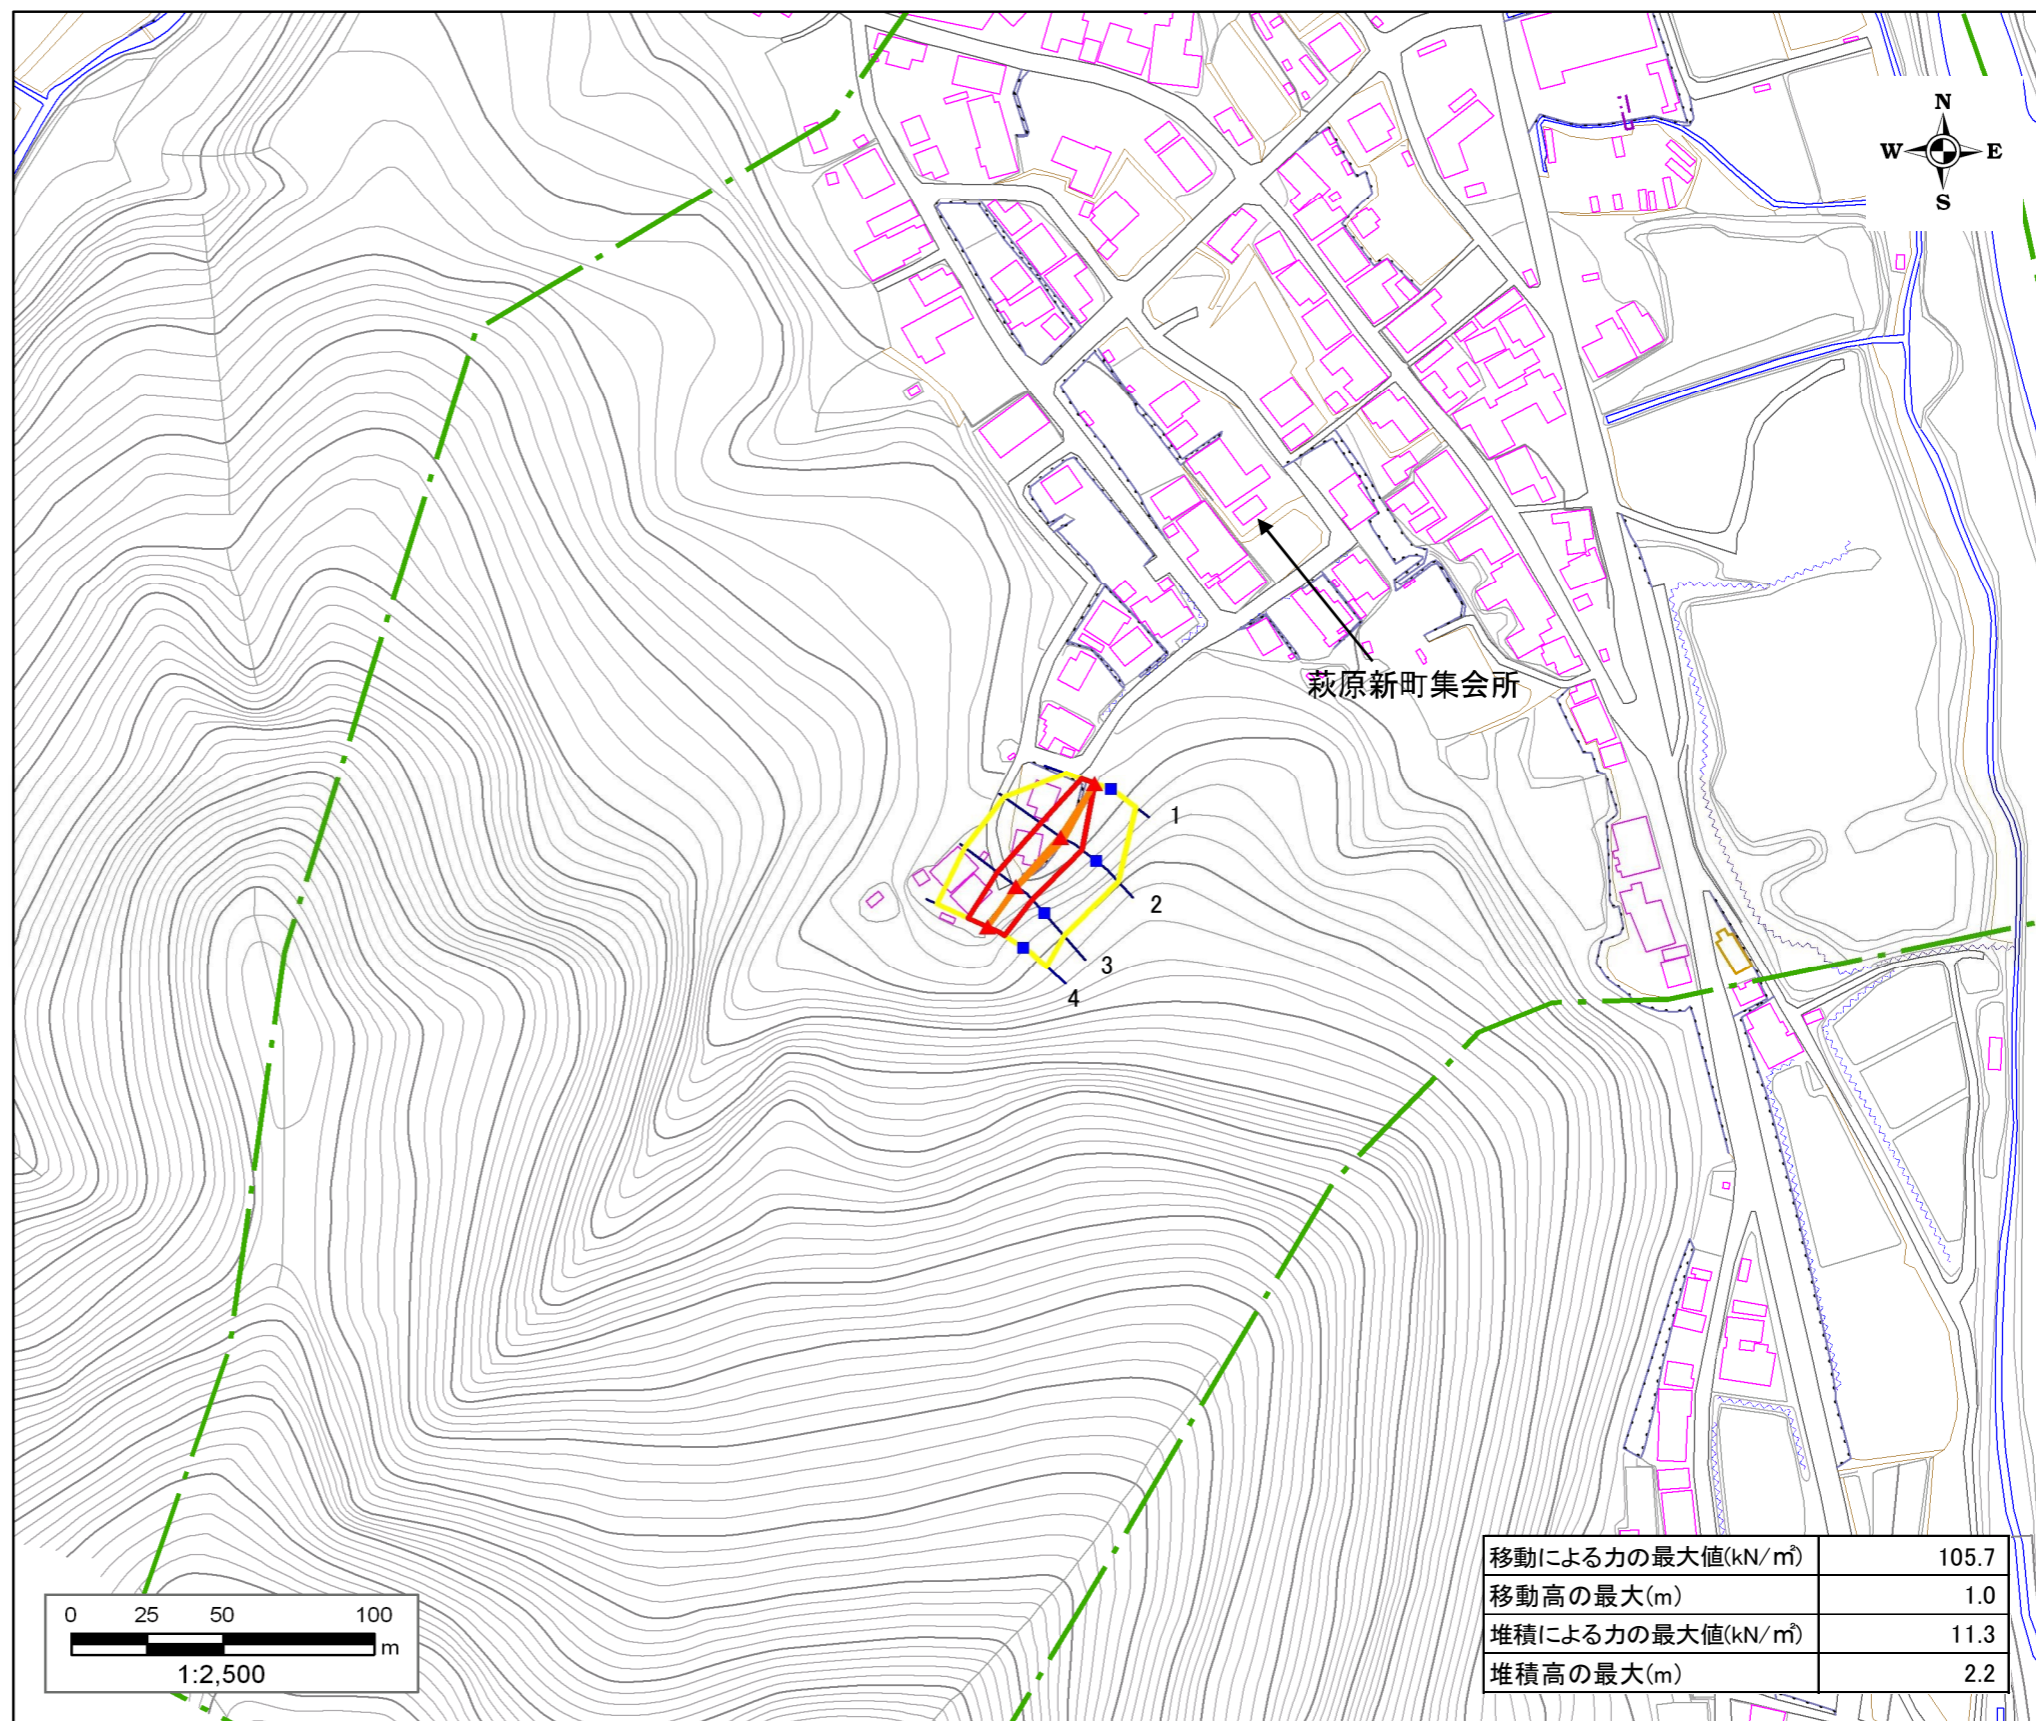 N
W E
S
萩原新町集会所
1
2
3
4
移動による力の最大値(kN/㎡) 105.7
移動高の最大(m) 1.0
堆積による力の最大値(kN/㎡) 11.3
堆積高の最大(m) 2.2
0 25 50 100
m
1:2,500